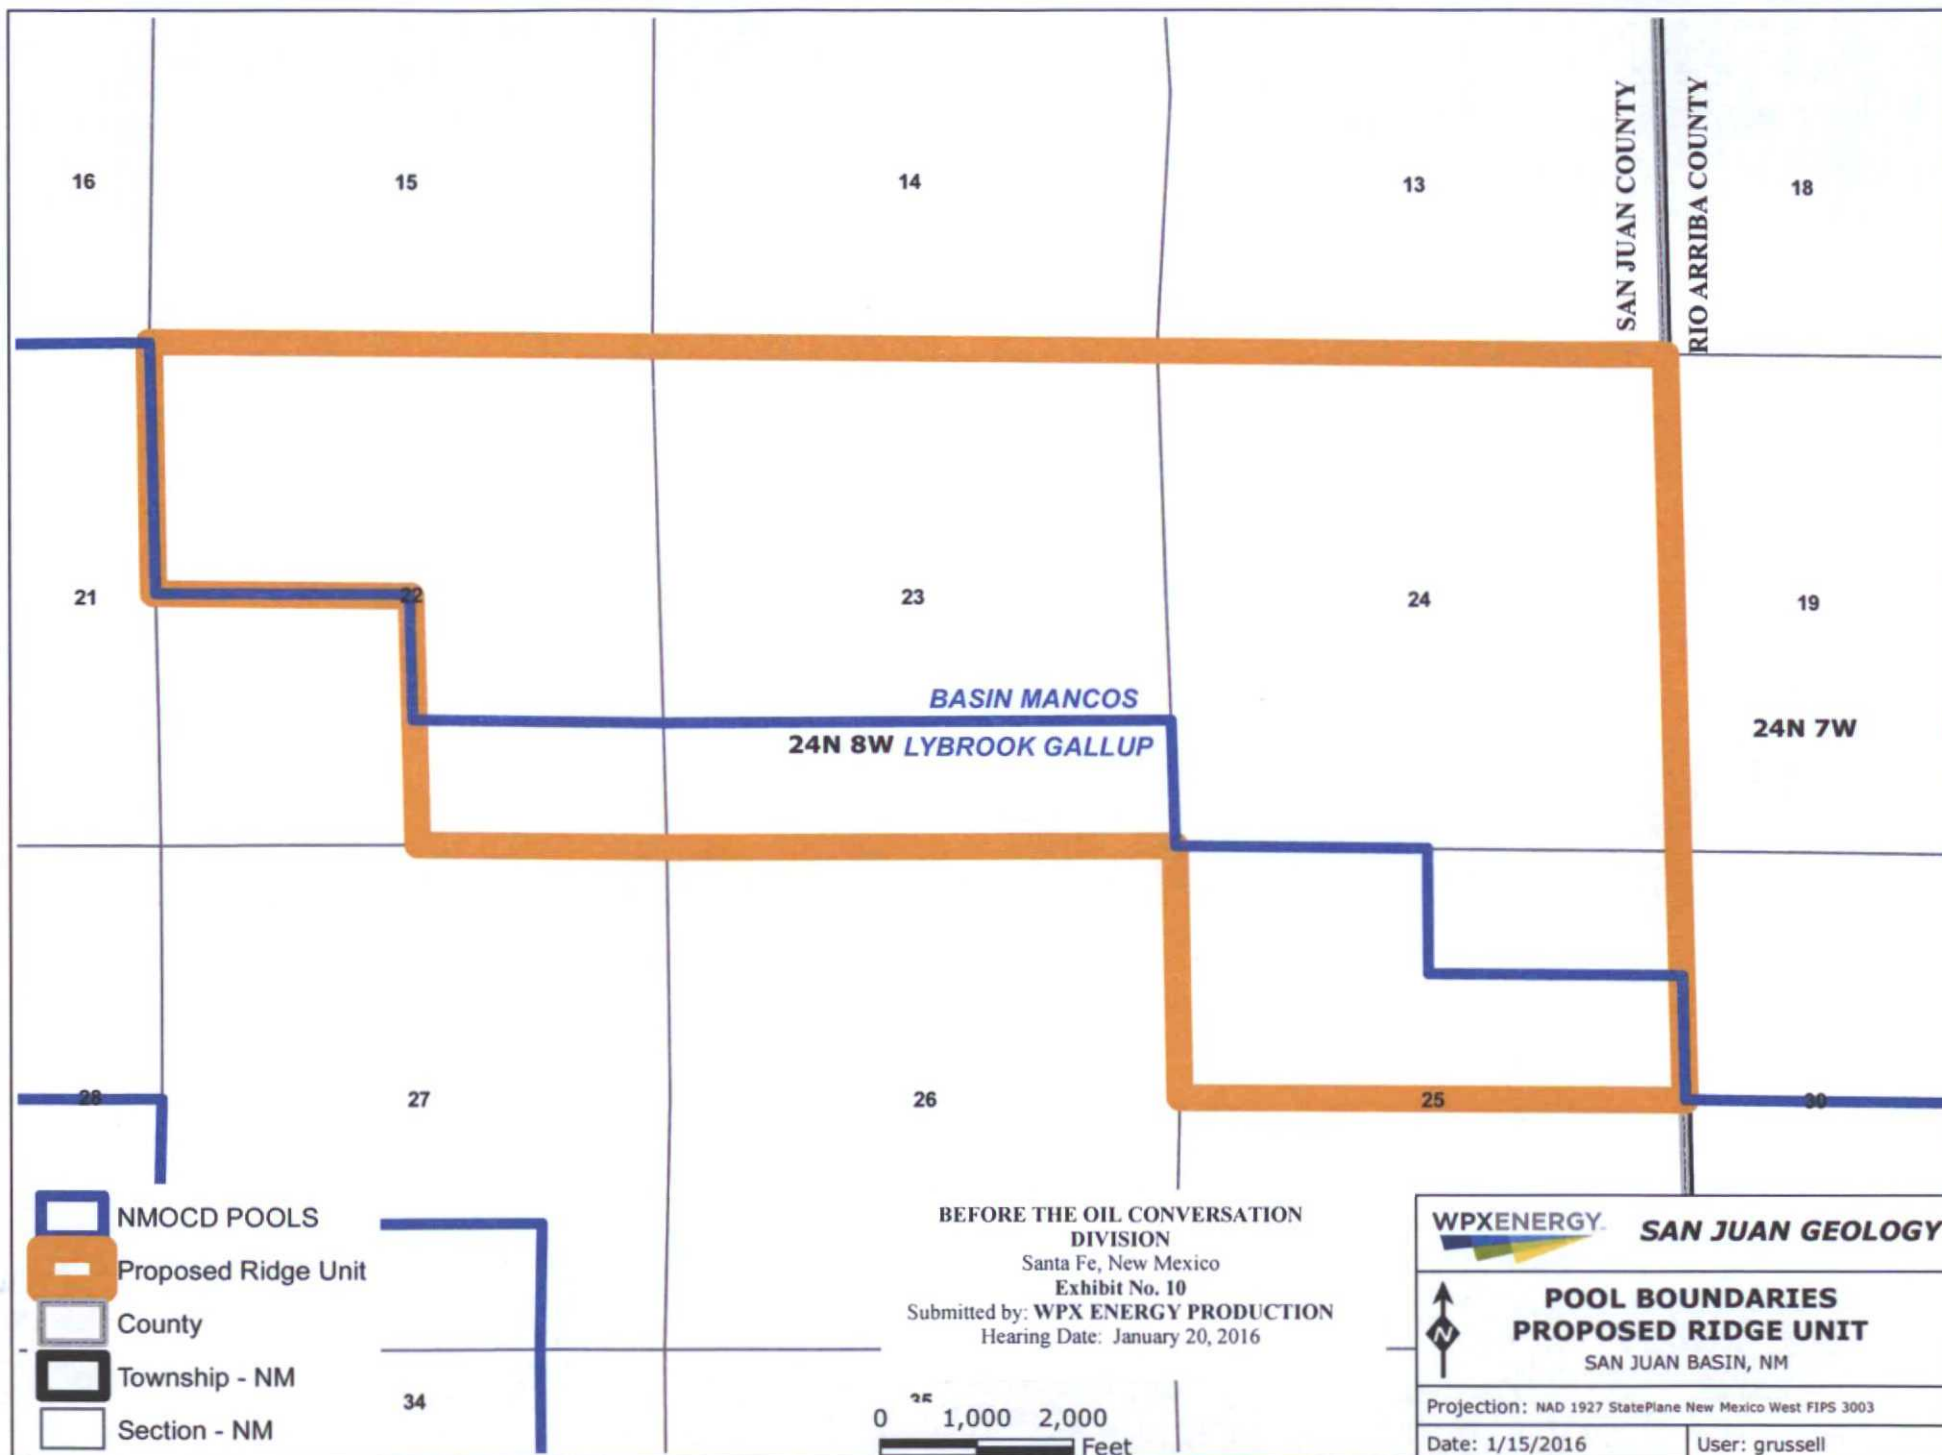 SAN JUAN COUNTY
RIO ARRIBA COUNTY
16
15
14
13
18
21
22
23
24
19
BASIN MANCOS
24N 8W LYBROOK GALLUP
24N 7W
28
27
26
25
30
NMOCD POOLS
Proposed Ridge Unit
County
Township - NM
Section - NM
34
35
BEFORE THE OIL CONVERSATION
DIVISION
Santa Fe, New Mexico
Exhibit No. 10
Submitted by: WPX ENERGY PRODUCTION
Hearing Date: January 20, 2016
0 1,000 2,000
Feet
WPXENERGY. SAN JUAN GEOLOGY
N
POOL BOUNDARIES
PROPOSED RIDGE UNIT
SAN JUAN BASIN, NM
Projection: NAD 1927 StatePlane New Mexico West FIPS 3003
Date: 1/15/2016
User: grussell